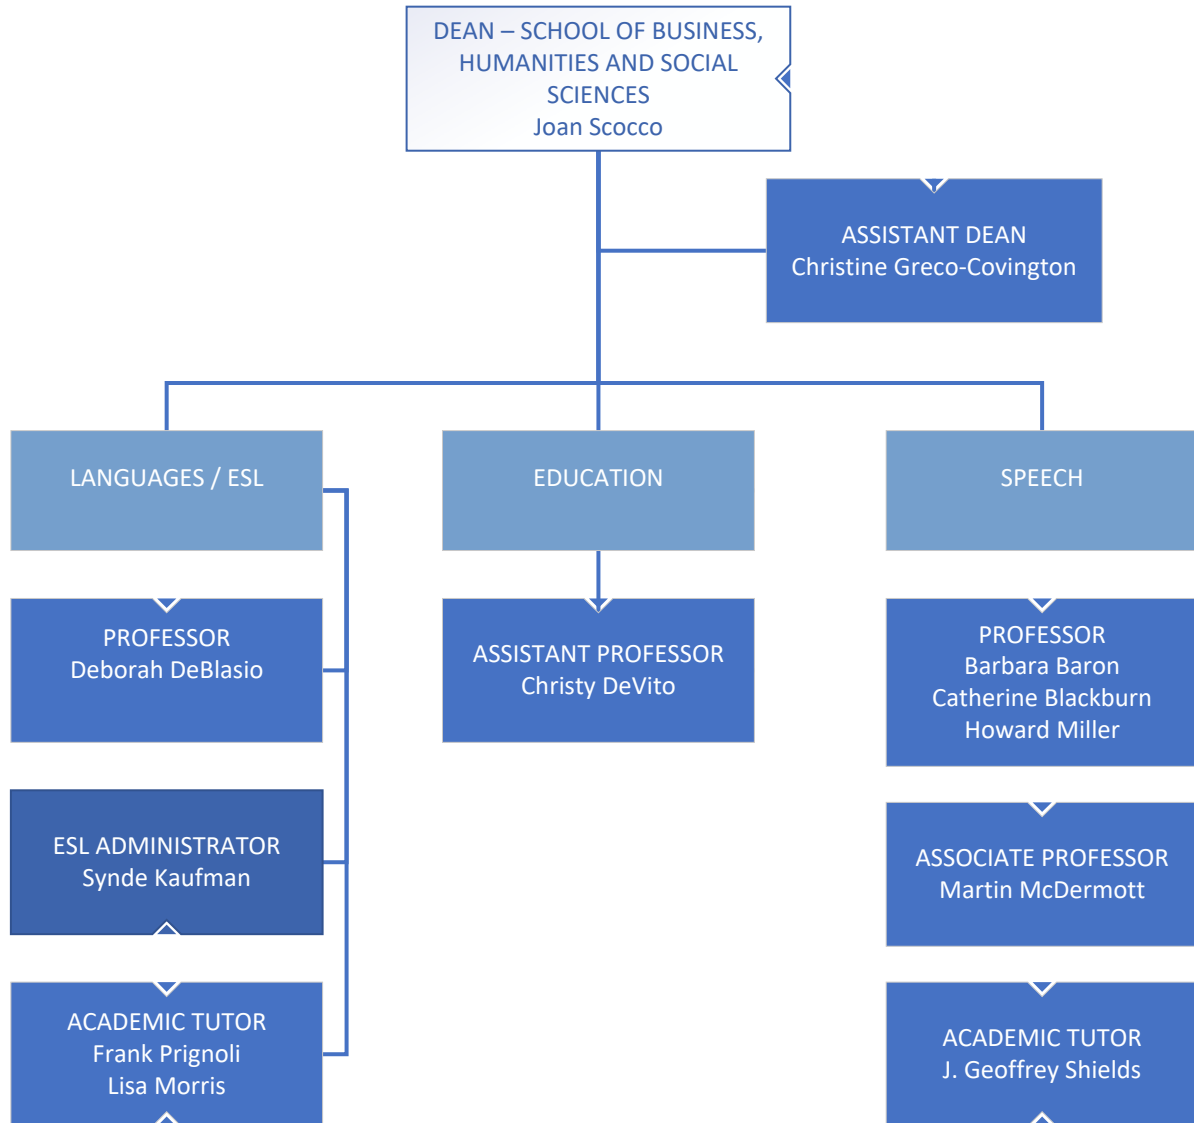 DEAN – SCHOOL OF BUSINESS,
HUMANITIES AND SOCIAL
SCIENCES
Joan Scocco
ASSISTANT DEAN
Christine Greco-Covington
LANGUAGES / ESL
EDUCATION
SPEECH
PROFESSOR
Deborah DeBlasio
ASSISTANT PROFESSOR
Christy DeVito
PROFESSOR
Barbara Baron
Catherine Blackburn
Howard Miller
ESL ADMINISTRATOR
Synde Kaufman
ASSOCIATE PROFESSOR
Martin McDermott
ACADEMIC TUTOR
Frank Prignoli
Lisa Morris
ACADEMIC TUTOR
J. Geoffrey Shields